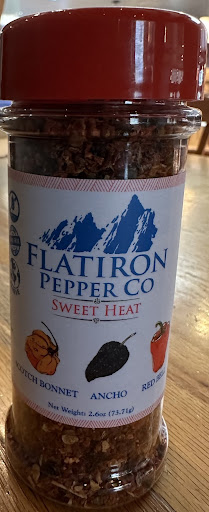 FLATIRON
PEPPER CO
SWEET HEAT
SCOTCH BONNET ANCHO RED
Net Weight: 2.6oz (73.71g)